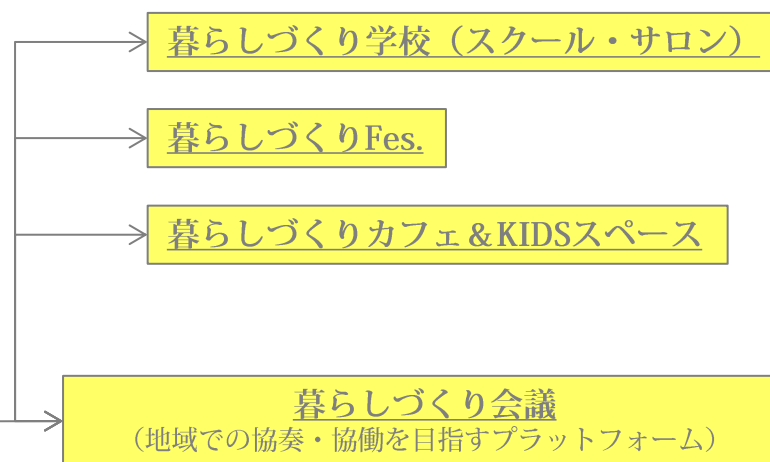 暮らしづくり学校（スクール・サロン）
暮らしづくりFes.
暮らしづくりカフェ＆KIDSスペース
暮らしづくり会議
（地域での協奏・協働を目指すプラットフォーム）